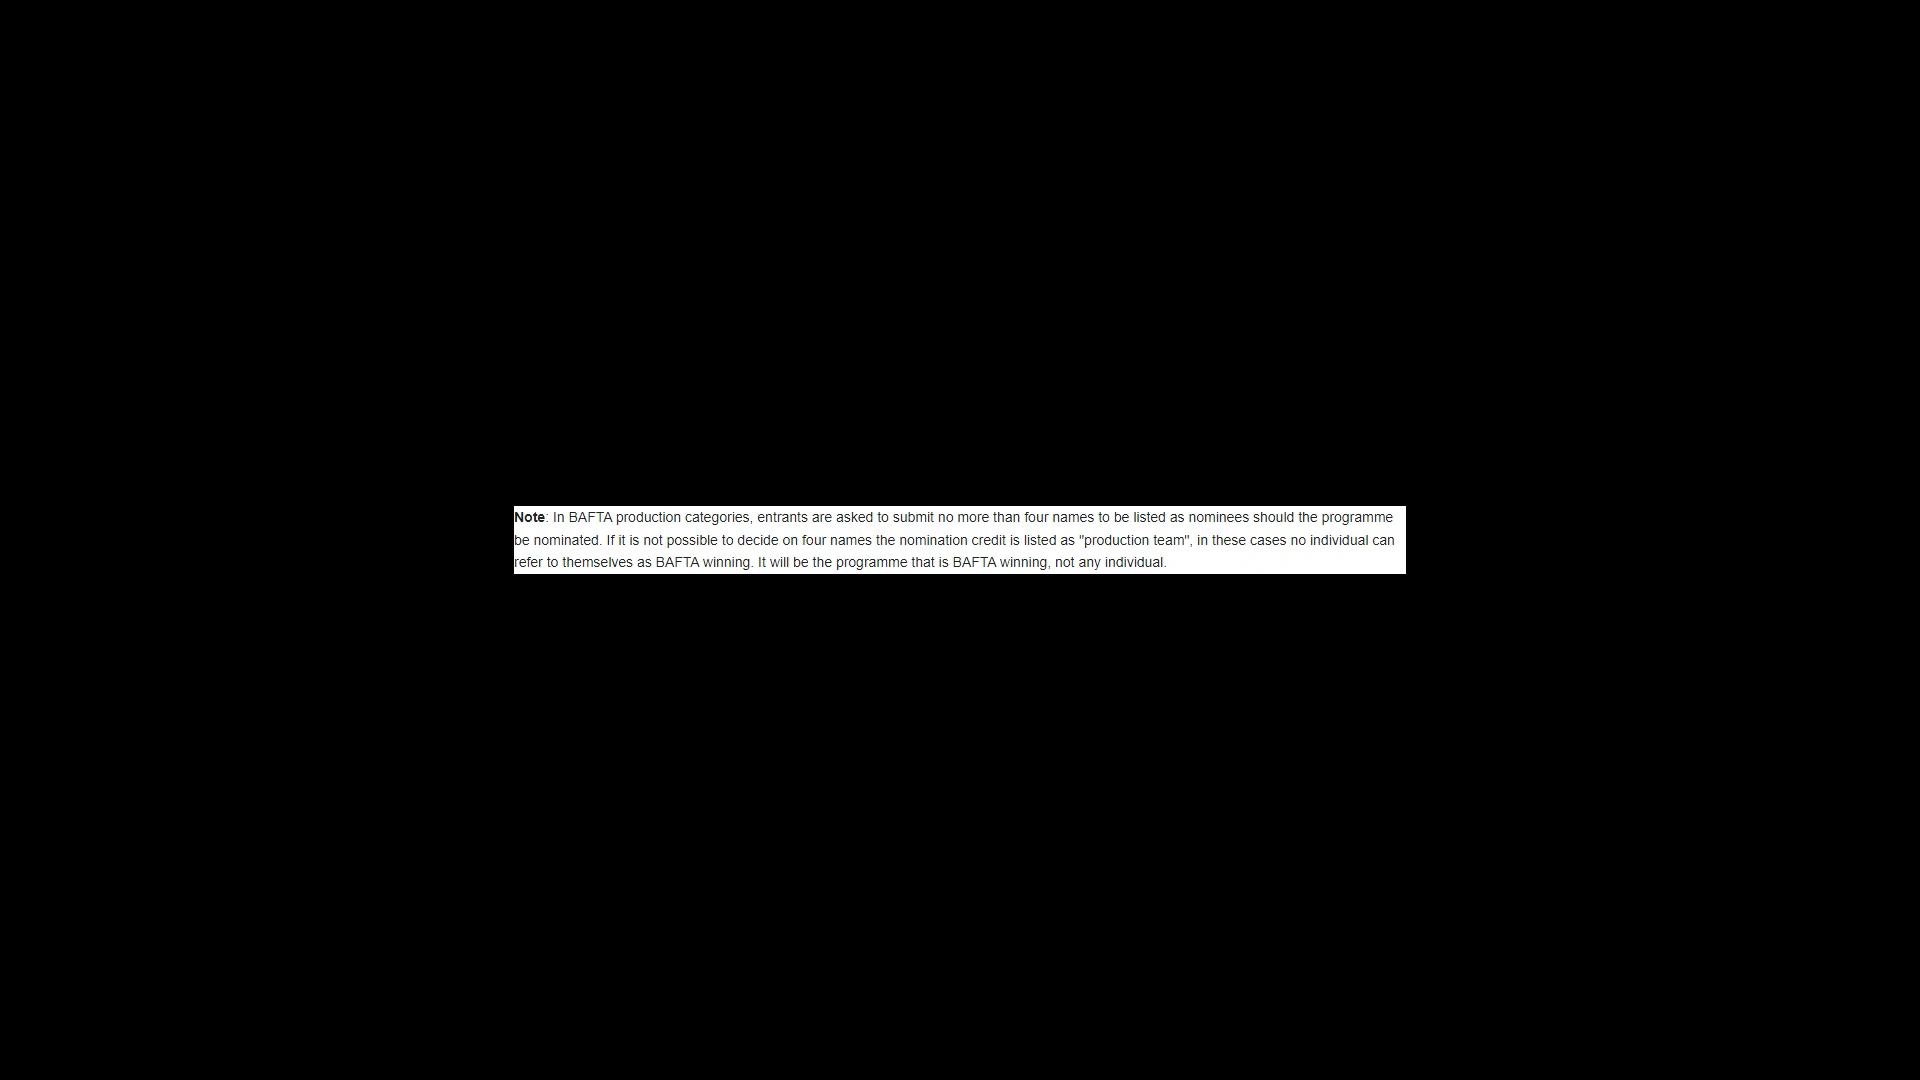 Note: In BAFTA production categories, entrants are asked to submit no more than four names to be listed as nominees should the programme
be nominated. If it is not possible to decide on four names the nomination credit is listed as "production team", in these cases no individual can
refer to themselves as BAFTA winning. It will be the programme that is BAFTA winning, not any individual.